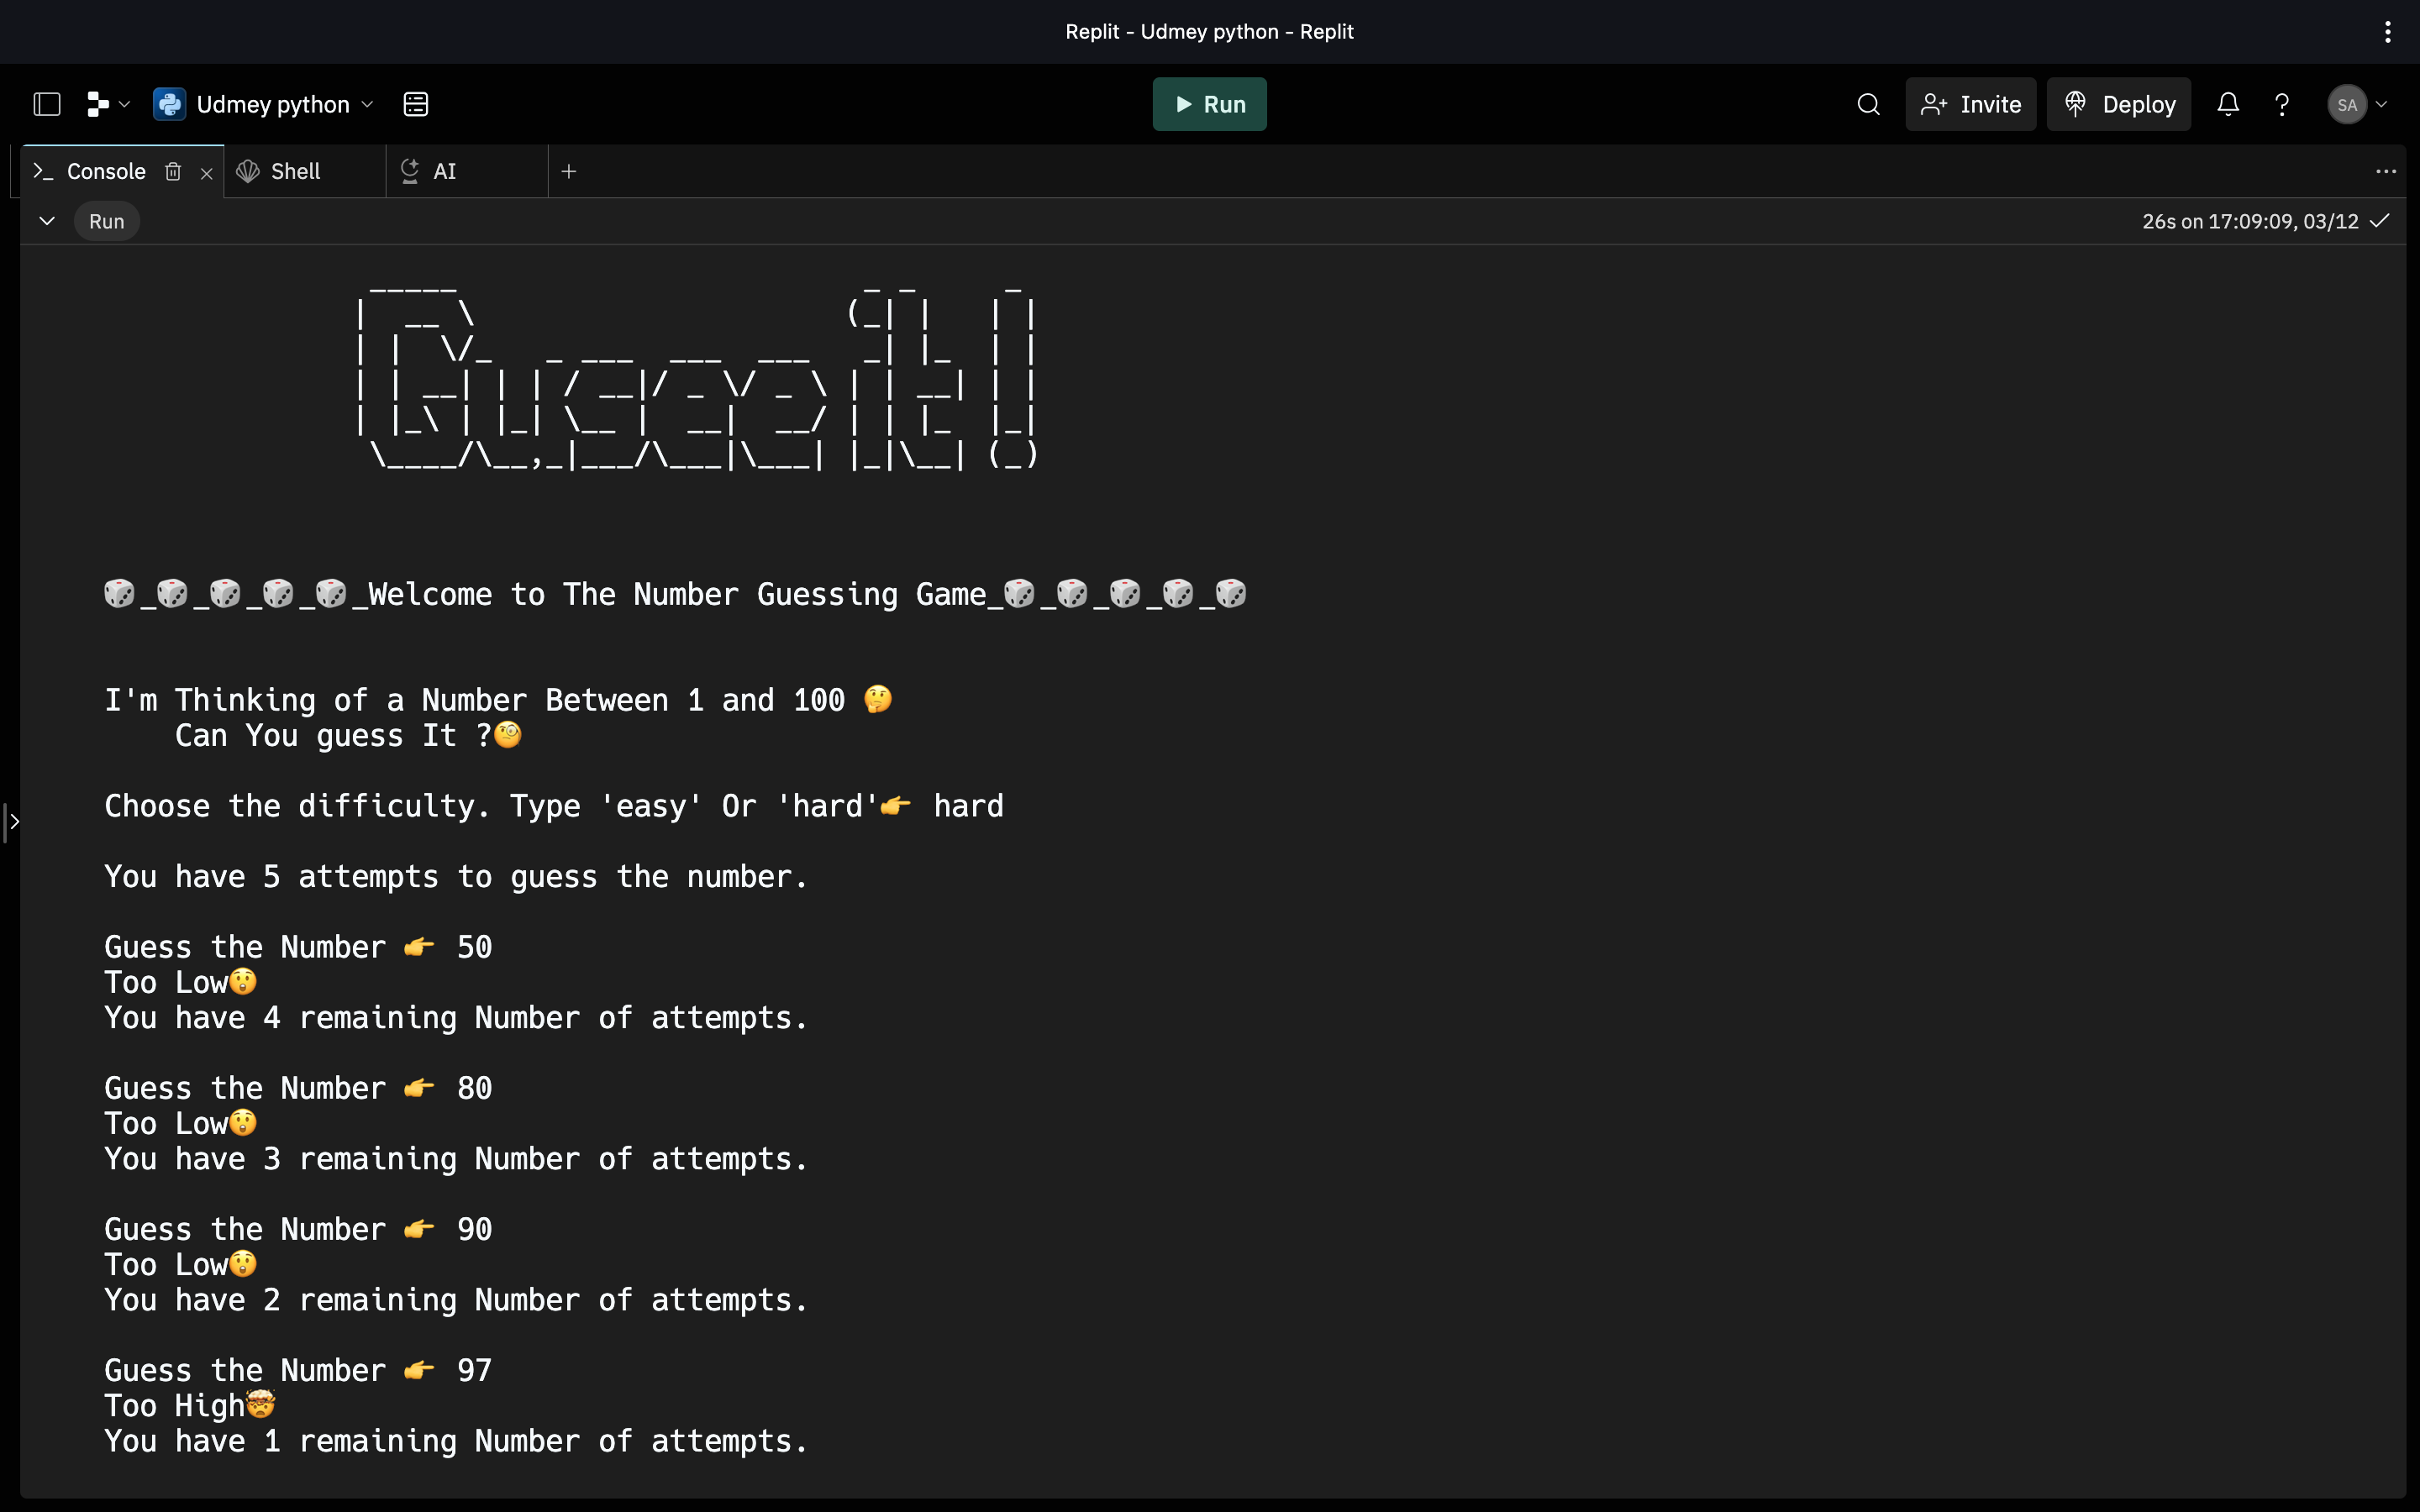 Replit - Udmey python - Replit
Udmey python
Run
Invite
Deploy
SA
Console
Shell
AI
Run
26s on 17:09:09, 03/12
Guseeit!
🎲_🎲_🎲_🎲_🎲_Welcome to The Number Guessing Game_🎲_🎲_🎲_🎲_🎲
I'm Thinking of a Number Between 1 and 100 🤔
Can You guess It ?🧐
Choose the difficulty. Type 'easy' Or 'hard'👉 hard
You have 5 attempts to guess the number.
Guess the Number 👉 50
Too Low😲
You have 4 remaining Number of attempts.
Guess the Number 👉 80
Too Low😲
You have 3 remaining Number of attempts.
Guess the Number 👉 90
Too Low😲
You have 2 remaining Number of attempts.
Guess the Number 👉 97
Too High🤯
You have 1 remaining Number of attempts.